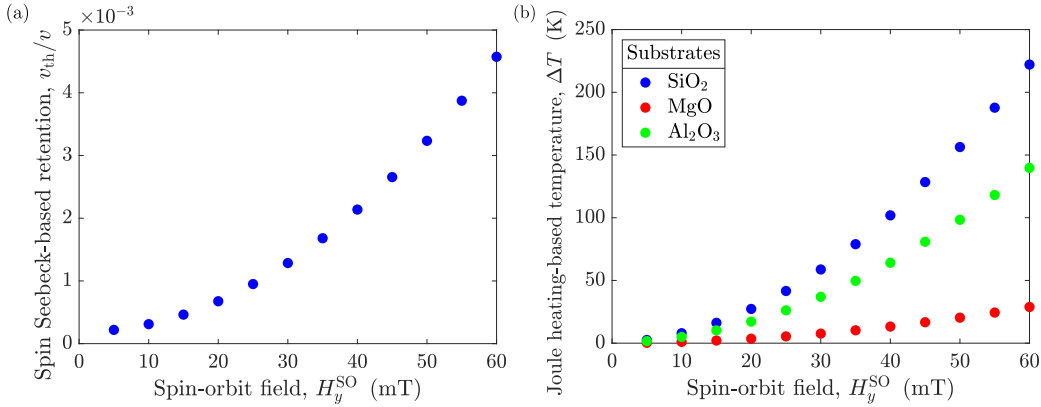 (a)
×10⁻³
5
4
3
2
1
0
0 10 20 30 40 50 60
Spin Seebeck-based retention, v_th/v
Spin-orbit field, H_y^SO (mT)
(b)
250
200
150
100
50
0
0 10 20 30 40 50 60
Joule heating-based temperature, ΔT (K)
Spin-orbit field, H_y^SO (mT)
Substrates
SiO₂
MgO
Al₂O₃